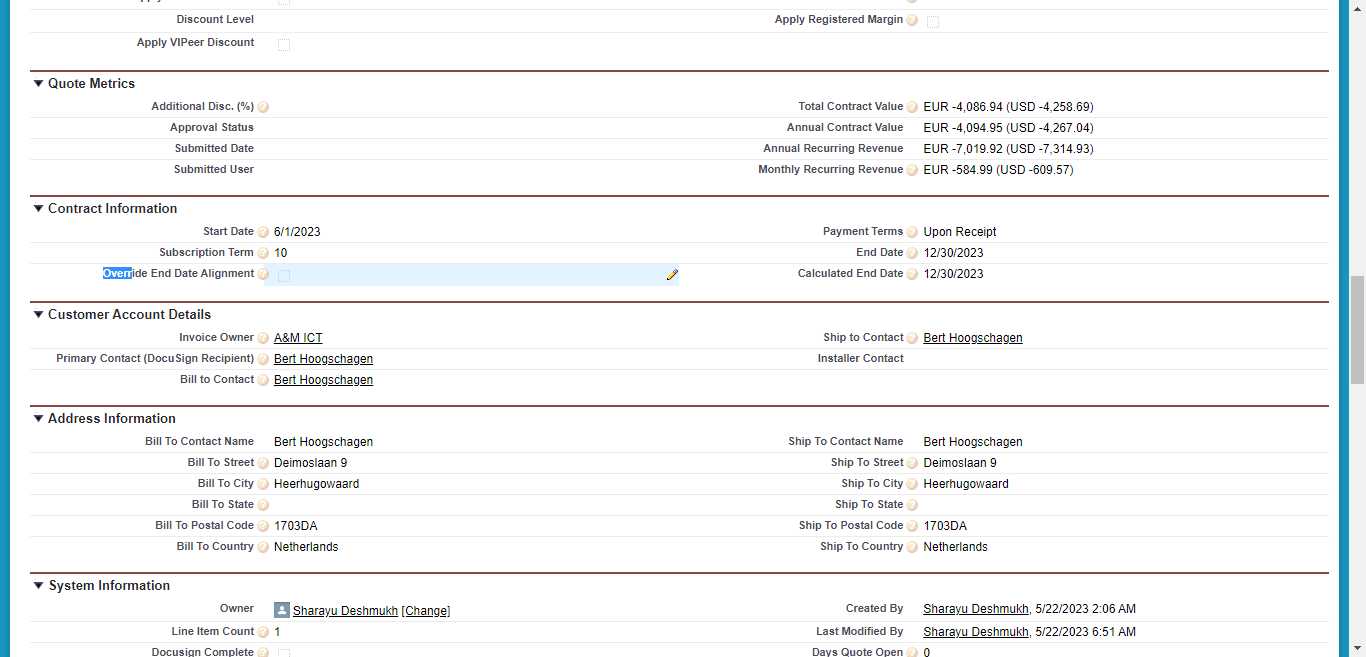 Discount Level Apply Registered Margin
Apply VIPeer Discount
Quote Metrics
Additional Disc. (%) Total Contract Value EUR -4,086.94 (USD -4,258.69)
Approval Status Annual Contract Value EUR -4,094.95 (USD -4,267.04)
Submitted Date Annual Recurring Revenue EUR -7,019.92 (USD -7,314.93)
Submitted User Monthly Recurring Revenue EUR -584.99 (USD -609.57)
Contract Information
Start Date 6/1/2023 Payment Terms Upon Receipt
Subscription Term 10 End Date 12/30/2023
Override End Date Alignment Calculated End Date 12/30/2023
Customer Account Details
Invoice Owner A&M ICT Ship to Contact Bert Hoogschagen
Primary Contact (DocuSign Recipient) Bert Hoogschagen Installer Contact
Bill to Contact Bert Hoogschagen
Address Information
Bill To Contact Name Bert Hoogschagen Ship To Contact Name Bert Hoogschagen
Bill To Street Deimoslaan 9 Ship To Street Deimoslaan 9
Bill To City Heerhugowaard Ship To City Heerhugowaard
Bill To State Ship To State
Bill To Postal Code 1703DA Ship To Postal Code 1703DA
Bill To Country Netherlands Ship To Country Netherlands
System Information
Owner Sharayu Deshmukh [Change] Created By Sharayu Deshmukh, 5/22/2023 2:06 AM
Line Item Count 1 Last Modified By Sharayu Deshmukh, 5/22/2023 6:51 AM
Docusign Complete Days Quote Open 0